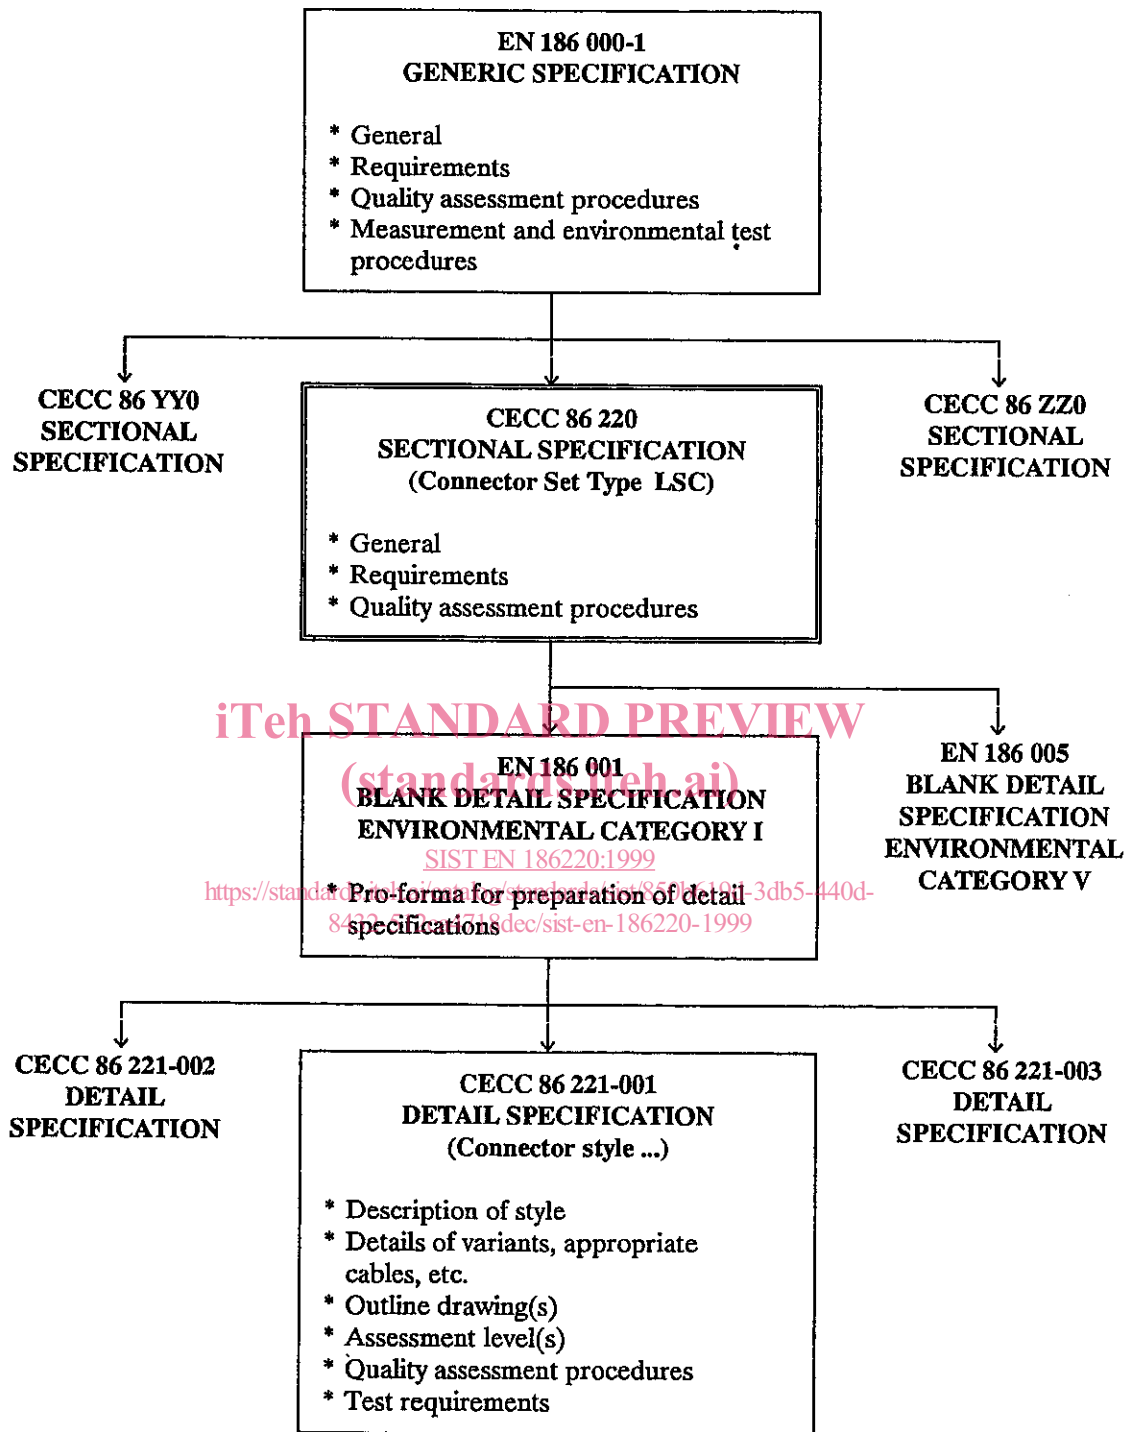 EN 186 000-1
GENERIC SPECIFICATION
* General
* Requirements
* Quality assessment procedures
* Measurement and environmental test
procedures
CECC 86 YY0
SECTIONAL
SPECIFICATION
CECC 86 220
SECTIONAL SPECIFICATION
(Connector Set Type LSC)
* General
* Requirements
* Quality assessment procedures
CECC 86 ZZ0
SECTIONAL
SPECIFICATION
iTeh STANDARD PREVIEW
(standards.iteh.ai)
EN 186 001
BLANK DETAIL SPECIFICATION
ENVIRONMENTAL CATEGORY I
SIST EN 186220:1999
* Pro-forma for preparation of detail
specifications
EN 186 005
BLANK DETAIL
SPECIFICATION
ENVIRONMENTAL
CATEGORY V
CECC 86 221-002
DETAIL
SPECIFICATION
CECC 86 221-001
DETAIL SPECIFICATION
(Connector style ...)
* Description of style
* Details of variants, appropriate
cables, etc.
* Outline drawing(s)
* Assessment level(s)
* Quality assessment procedures
* Test requirements
CECC 86 221-003
DETAIL
SPECIFICATION